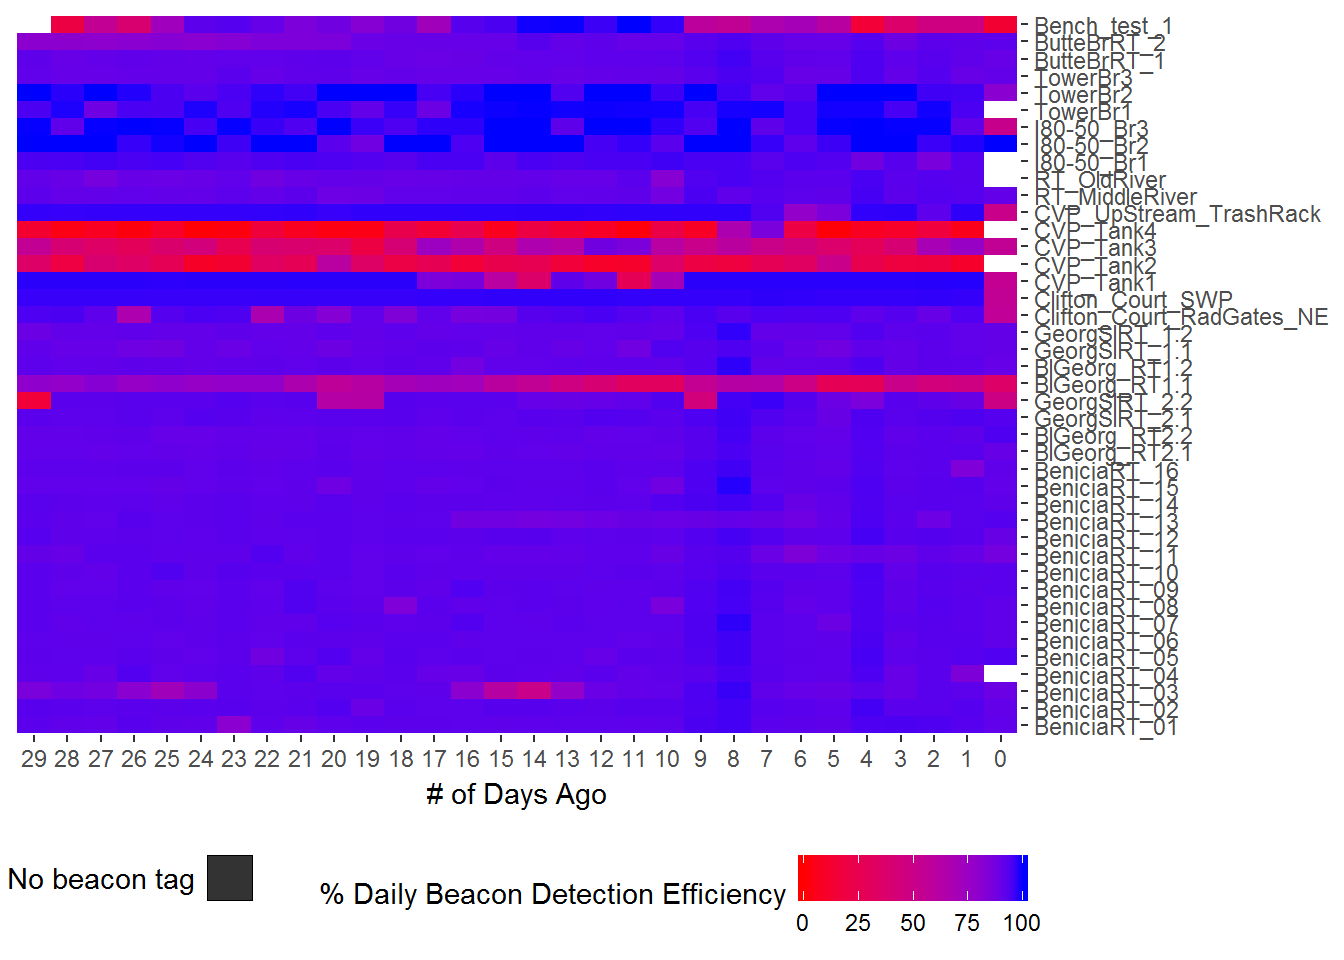 Bench_test_1
ButteBrRT_2
ButteBrRT_1
TowerBr3
TowerBr2
TowerBr1
I80-50_Br3
I80-50_Br2
I80-50_Br1
RT_OldRiver
RT_MiddleRiver
CVP_UpStream_TrashRack
CVP_Tank4
CVP_Tank3
CVP_Tank2
CVP_Tank1
Clifton_Court_SWP
Clifton_Court_RadGates_NE
GeorgSlRT_1.2
GeorgSlRT_1.1
BlGeorg_RT1.2
BlGeorg_RT1.1
GeorgSlRT_2.2
GeorgSlRT_2.1
BlGeorg_RT2.2
BlGeorg_RT2.1
BeniciaRT_16
BeniciaRT_15
BeniciaRT_14
BeniciaRT_13
BeniciaRT_12
BeniciaRT_11
BeniciaRT_10
BeniciaRT_09
BeniciaRT_08
BeniciaRT_07
BeniciaRT_06
BeniciaRT_05
BeniciaRT_04
BeniciaRT_03
BeniciaRT_02
BeniciaRT_01
29 28 27 26 25 24 23 22 21 20 19 18 17 16 15 14 13 12 11 10 9 8 7 6 5 4 3 2 1 0
# of Days Ago
No beacon tag
% Daily Beacon Detection Efficiency
0 25 50 75 100